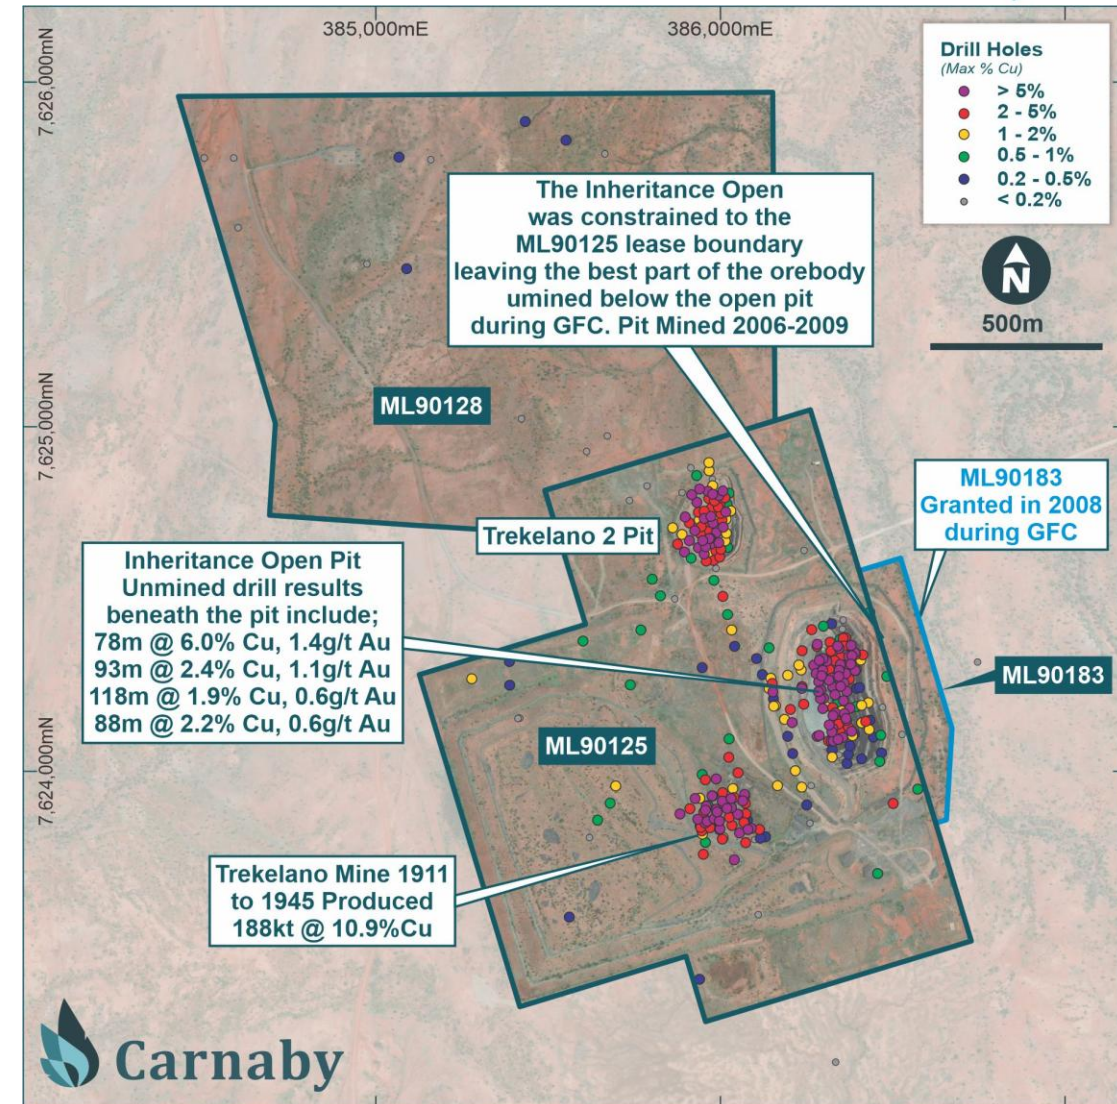 385,000mE
386,000mE
7,626,000mN
7,625,000mN
7,624,000mN
Drill Holes
(Max % Cu)
> 5%
2 - 5%
1 - 2%
0.5 - 1%
0.2 - 0.5%
< 0.2%
N
500m
The Inheritance Open
was constrained to the
ML90125 lease boundary
leaving the best part of the orebody
umined below the open pit
during GFC. Pit Mined 2006-2009
ML90128
ML90183
Granted in 2008
during GFC
Trekelano 2 Pit
Inheritance Open Pit
Unmined drill results
beneath the pit include;
78m @ 6.0% Cu, 1.4g/t Au
93m @ 2.4% Cu, 1.1g/t Au
118m @ 1.9% Cu, 0.6g/t Au
88m @ 2.2% Cu, 0.6g/t Au
ML90183
ML90125
Trekelano Mine 1911
to 1945 Produced
188kt @ 10.9%Cu
Carnaby